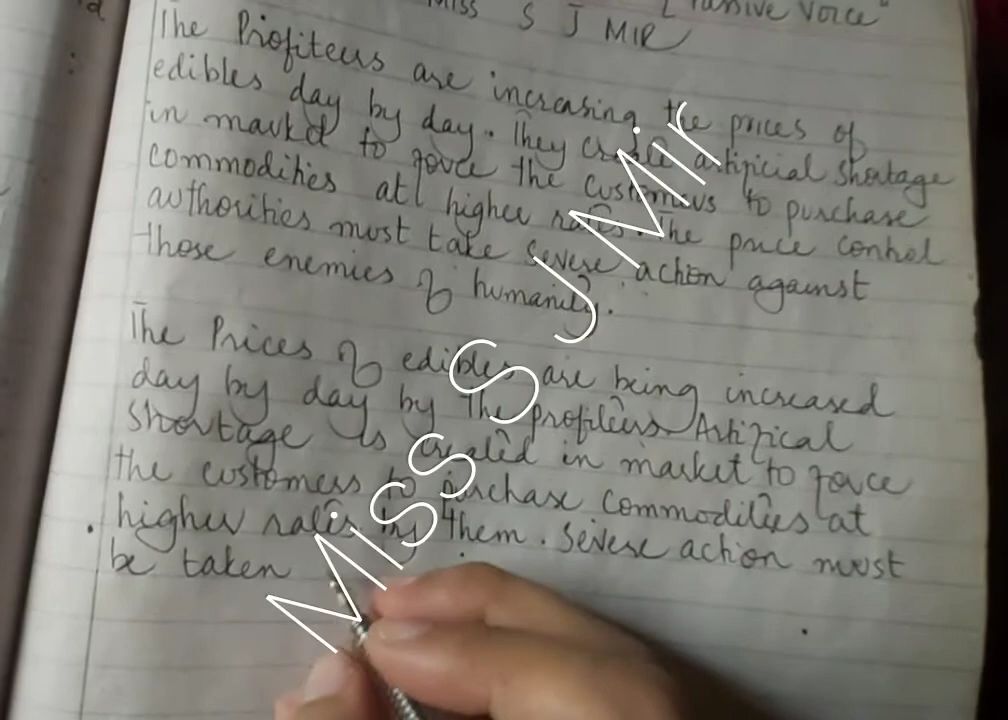 Miss S J MIR [Passive Voice"
The Profiteers are increasing the prices of
edibles day by day. They create artificial shortage
in market to force the customers to purchase
commodities at higher rates. The price control
authorities must take severe action against
those enemies of humanity.
The Prices of edibles are being increased
day by day by the profiteers. Artifical
shortage is created in market to force
the customers to purchase commodities at
higher rates by them. severe action must
be taken
Miss S J Mir